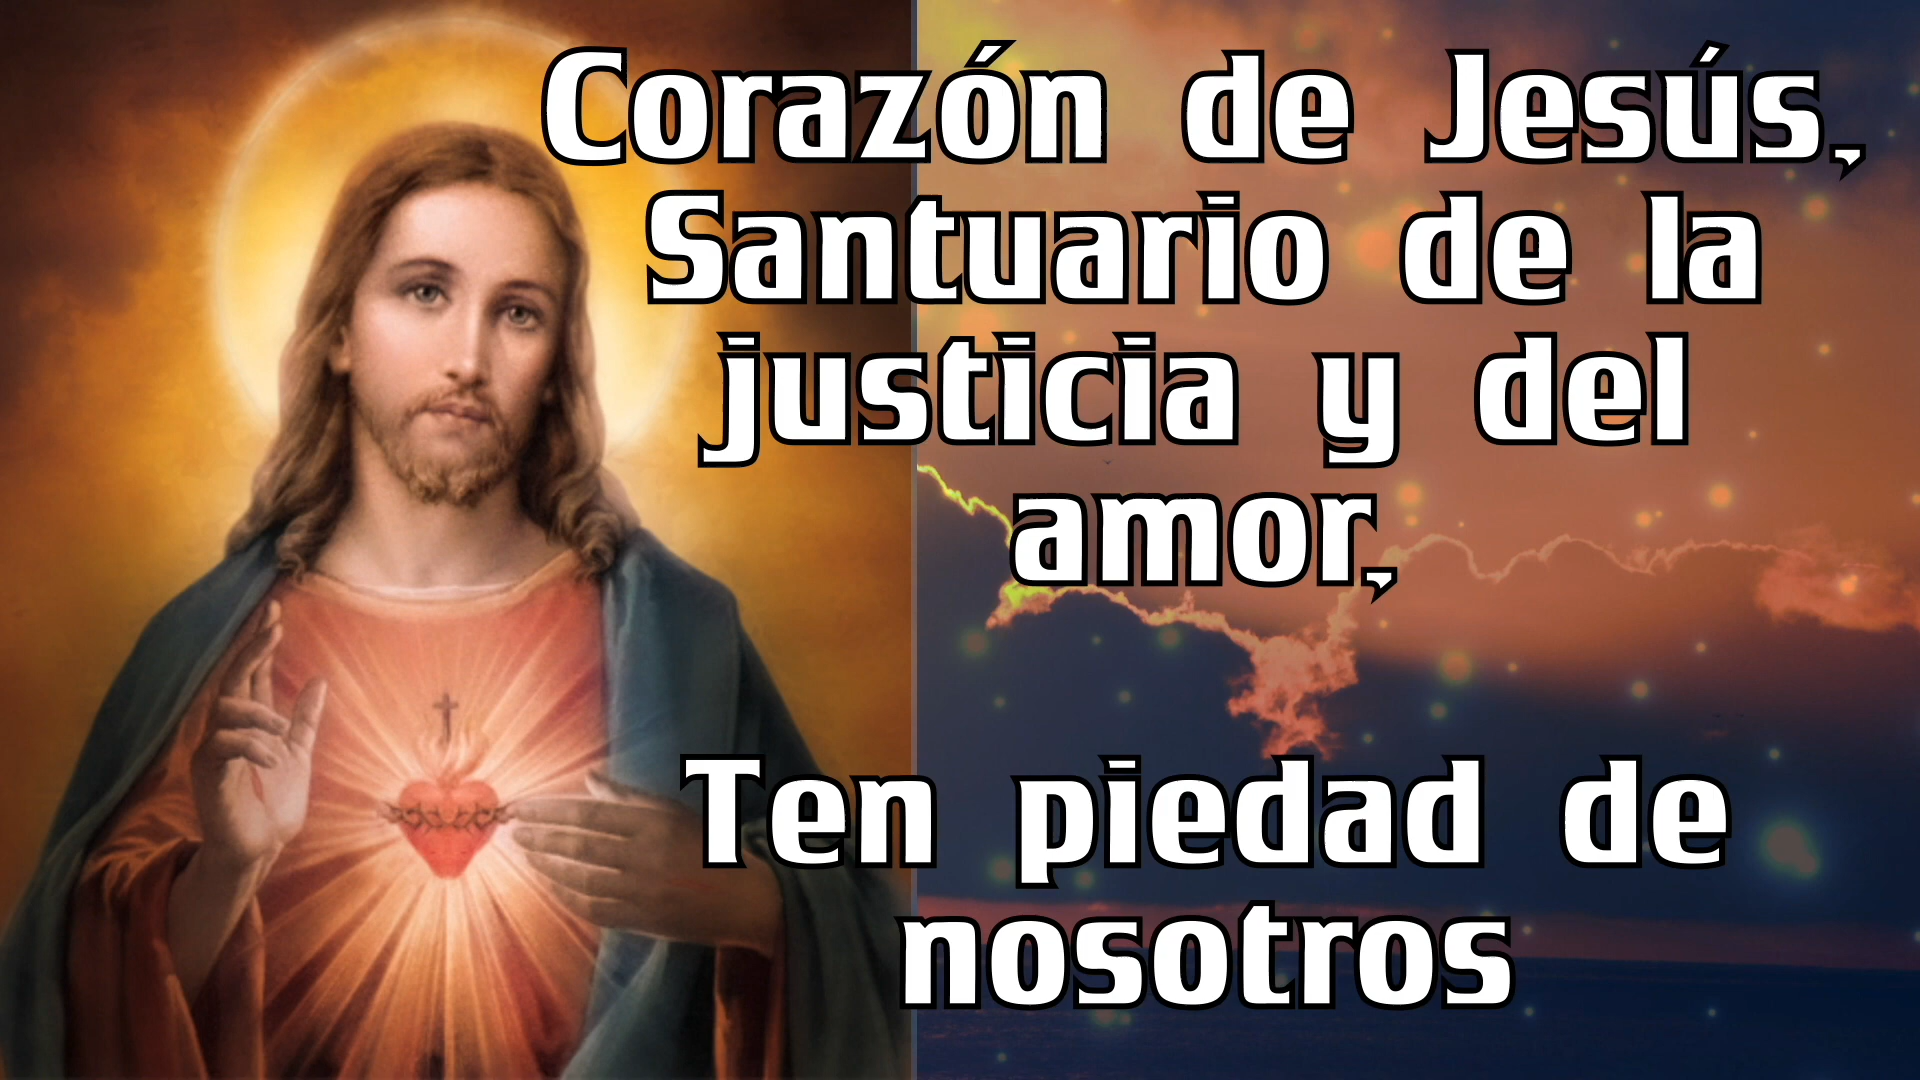 Corazón de Jesús,
Santuario de la
justicia y del
amor,
Ten piedad de
nosotros